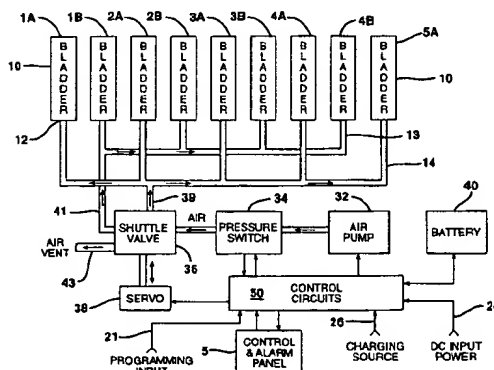 1A 1B 2A 2B 3A 3B 4A 4B 5A
10 BLADDER BLADDER BLADDER BLADDER BLADDER BLADDER BLADDER BLADDER BLADDER 10
12 13 14
41 39 34 32 40
AIR
SHUTTLE VALVE PRESSURE SWITCH AIR PUMP BATTERY
AIR VENT
43 36
SERVO 50 CONTROL CIRCUITS
38
21 26
5 CONTROL & ALARM PANEL
PROGRAMMING CHARGING SOURCE DC INPUT POWER